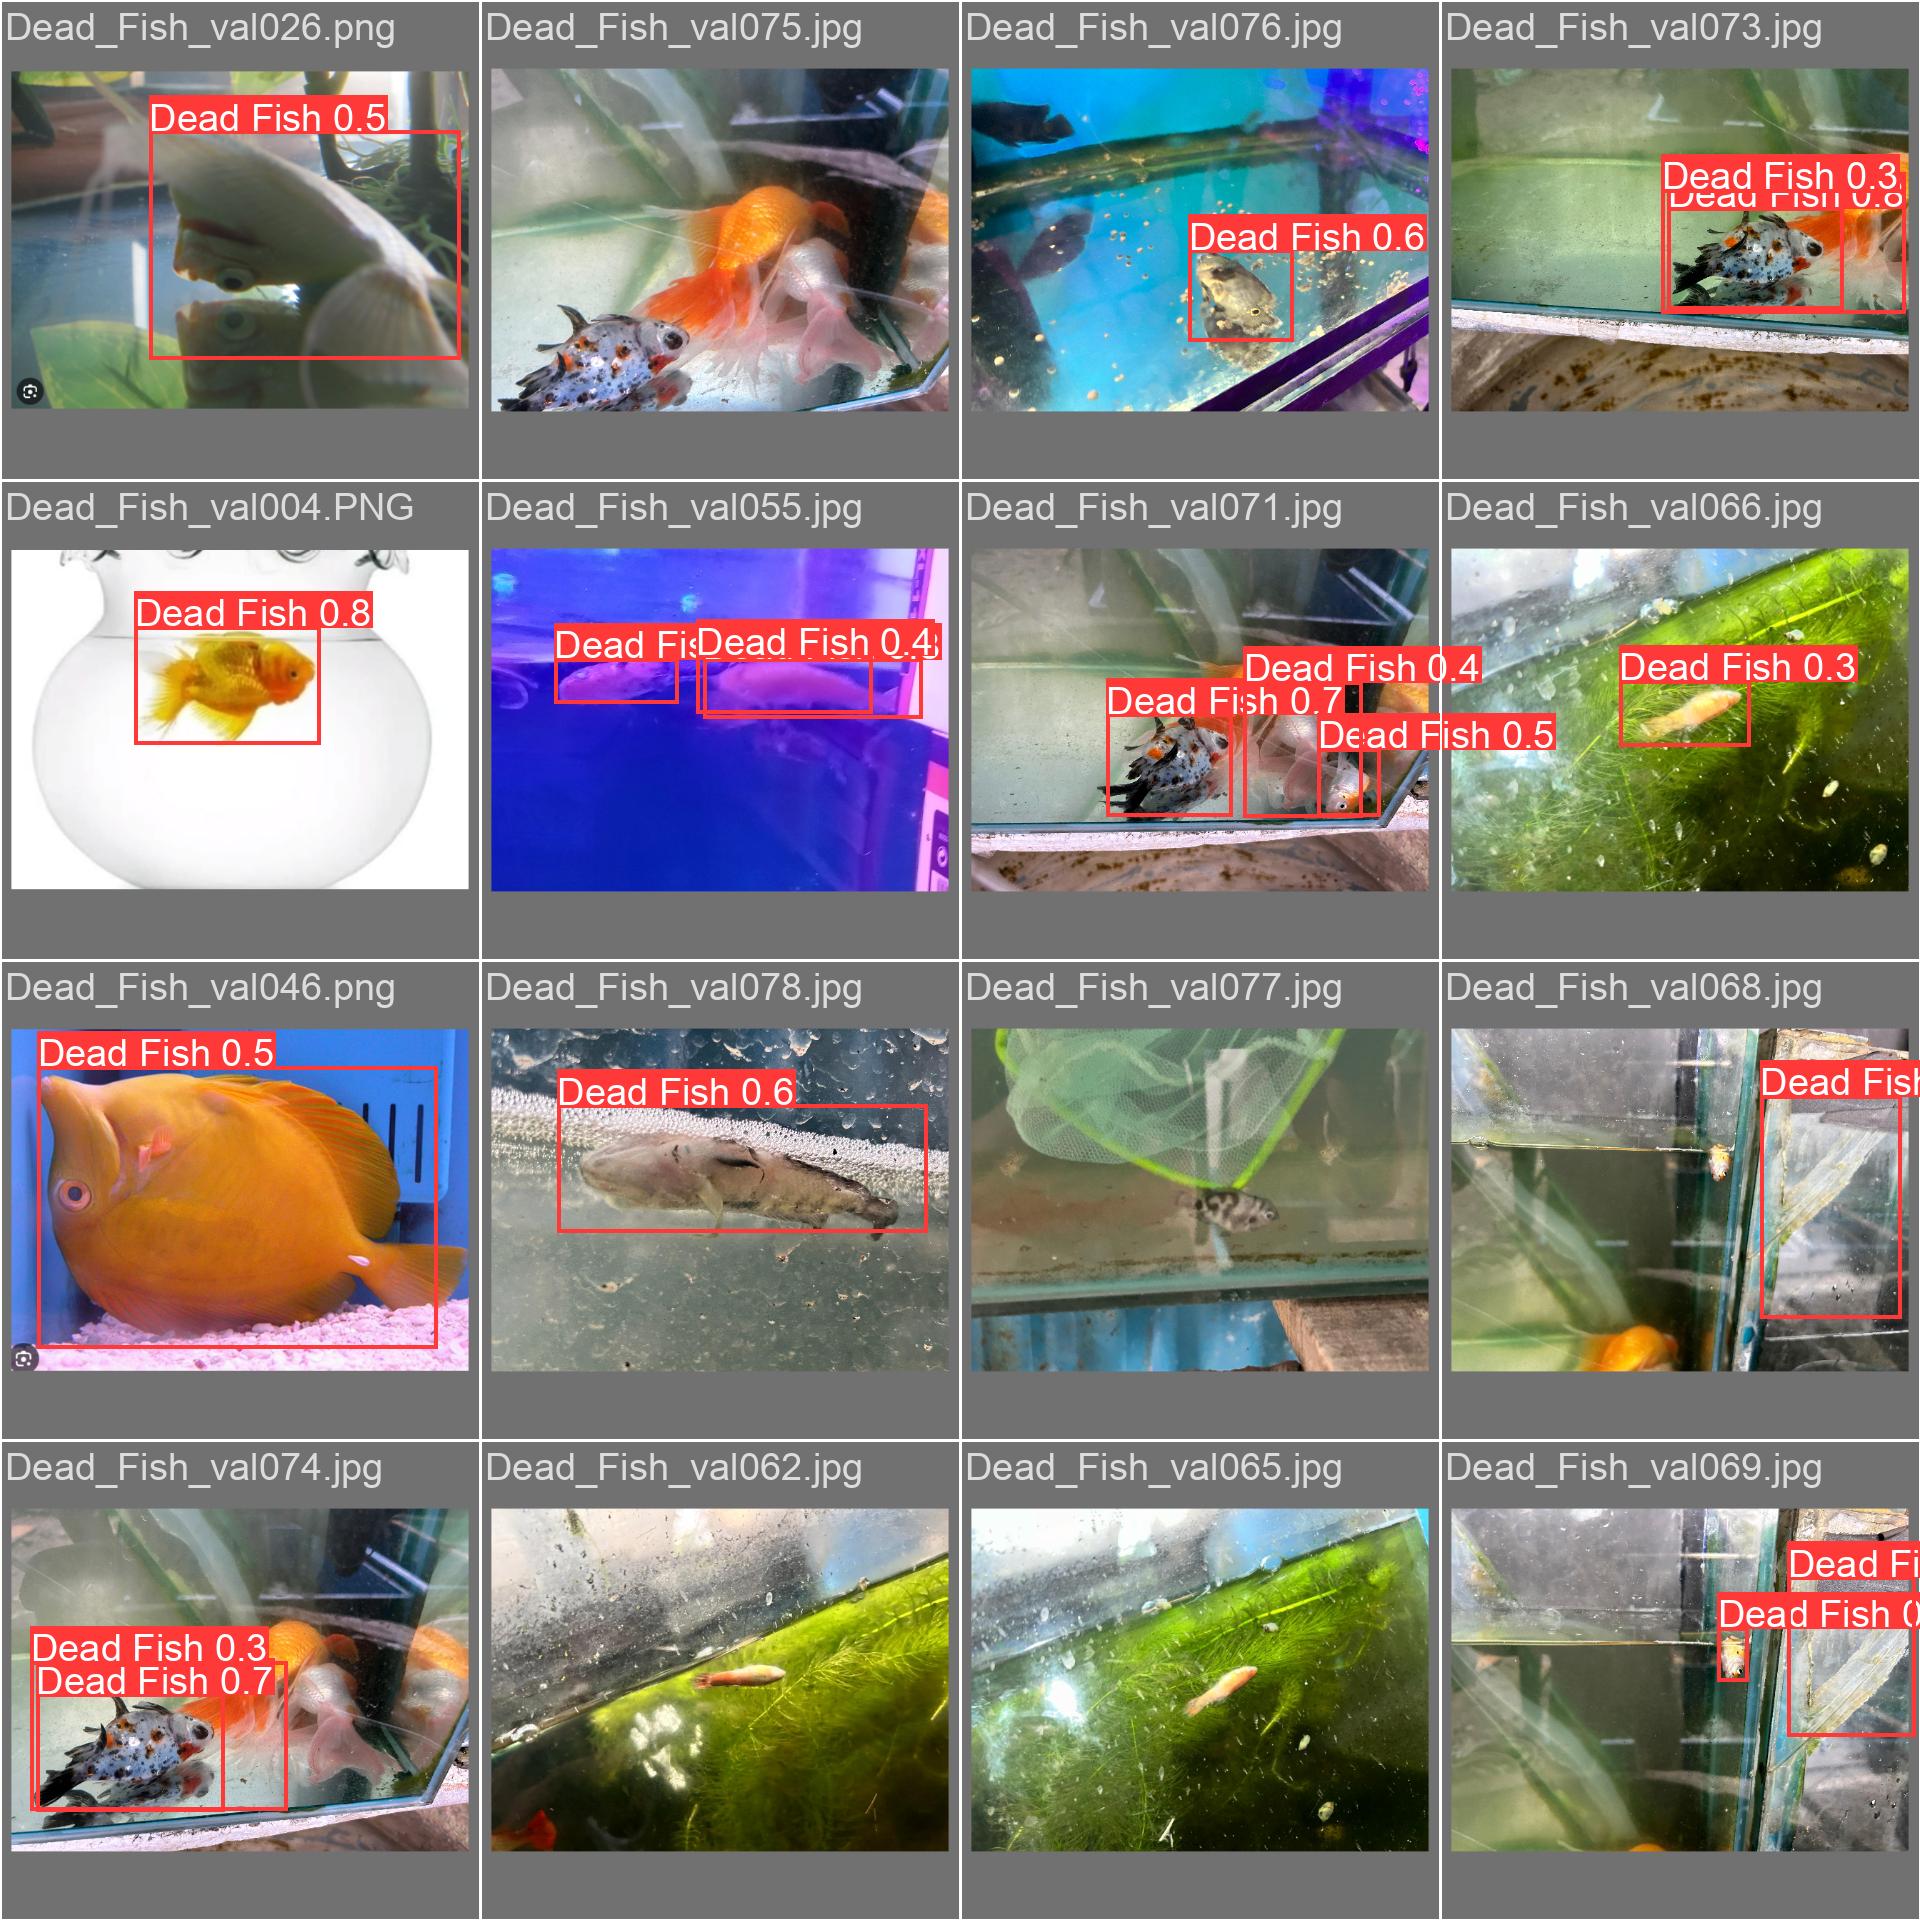 Dead_Fish_val026.png
Dead_Fish_val075.jpg
Dead_Fish_val076.jpg
Dead_Fish_val073.jpg
Dead Fish 0.5
Dead Fish 0.6
Dead Fish 0.3
Dead Fish 0.8
Dead_Fish_val004.PNG
Dead_Fish_val055.jpg
Dead_Fish_val071.jpg
Dead_Fish_val066.jpg
Dead Fish 0.8
Dead Fis
Dead Fish 0.4
Dead Fish 0.4
Dead Fish 0.7
Dead Fish 0.5
Dead Fish 0.3
Dead_Fish_val046.png
Dead_Fish_val078.jpg
Dead_Fish_val077.jpg
Dead_Fish_val068.jpg
Dead Fish 0.5
Dead Fish 0.6
Dead Fish
Dead_Fish_val074.jpg
Dead_Fish_val062.jpg
Dead_Fish_val065.jpg
Dead_Fish_val069.jpg
Dead Fish 0.3
Dead Fish 0.7
Dead Fi
Dead Fish 0